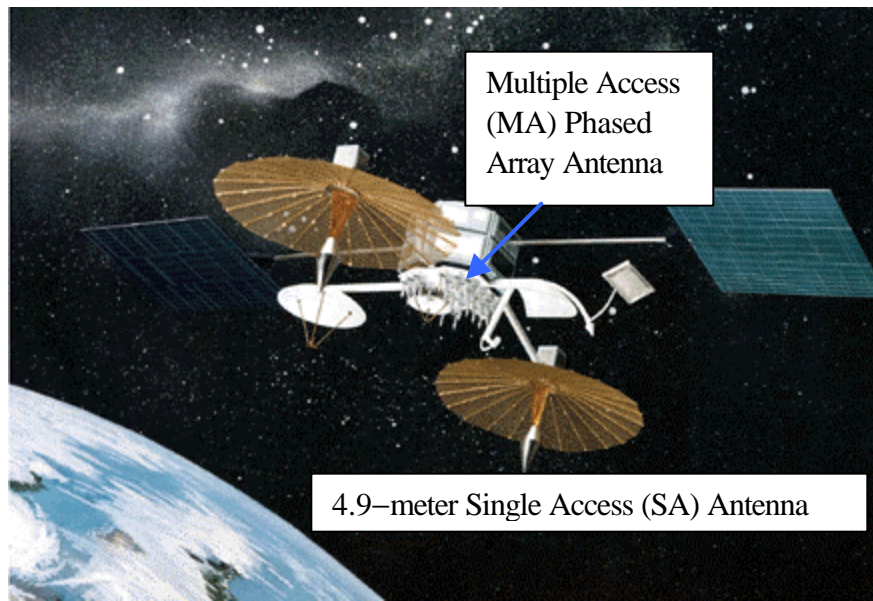 Multiple Access
(MA) Phased
Array Antenna
4.9−meter Single Access (SA) Antenna